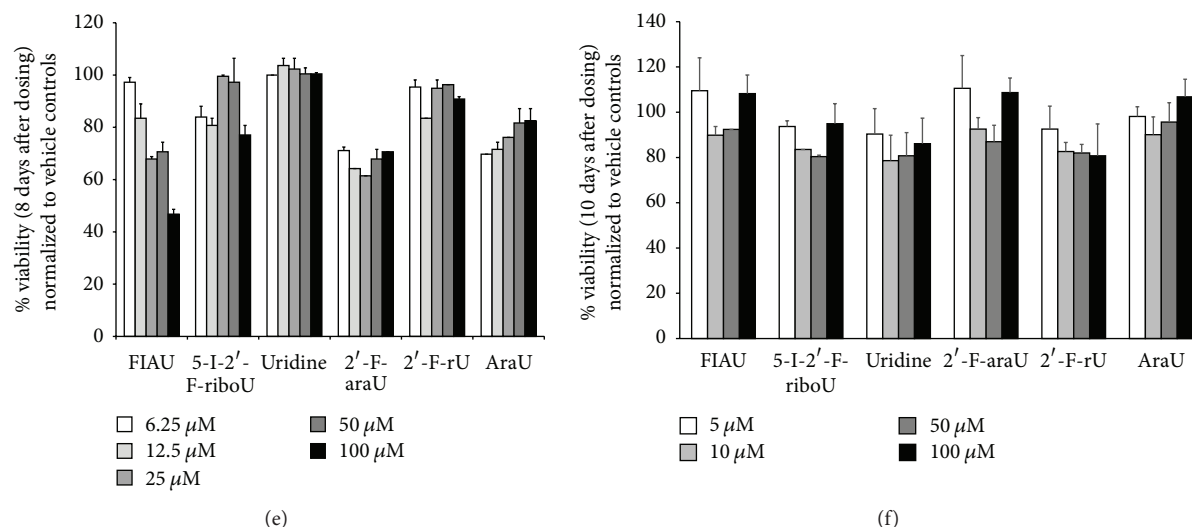 % viability (8 days after dosing)
normalized to vehicle controls
120
100
80
60
40
20
0
FIAU
5-I-2′-
F-riboU
Uridine
2′-F-
araU
2′-F-rU
AraU
6.25 μM
12.5 μM
25 μM
50 μM
100 μM
(e)
% viability (10 days after dosing)
normalized to vehicle controls
140
120
100
80
60
40
20
0
FIAU
5-I-2′-F-
riboU
Uridine
2′-F-araU
2′-F-rU
AraU
5 μM
10 μM
50 μM
100 μM
(f)